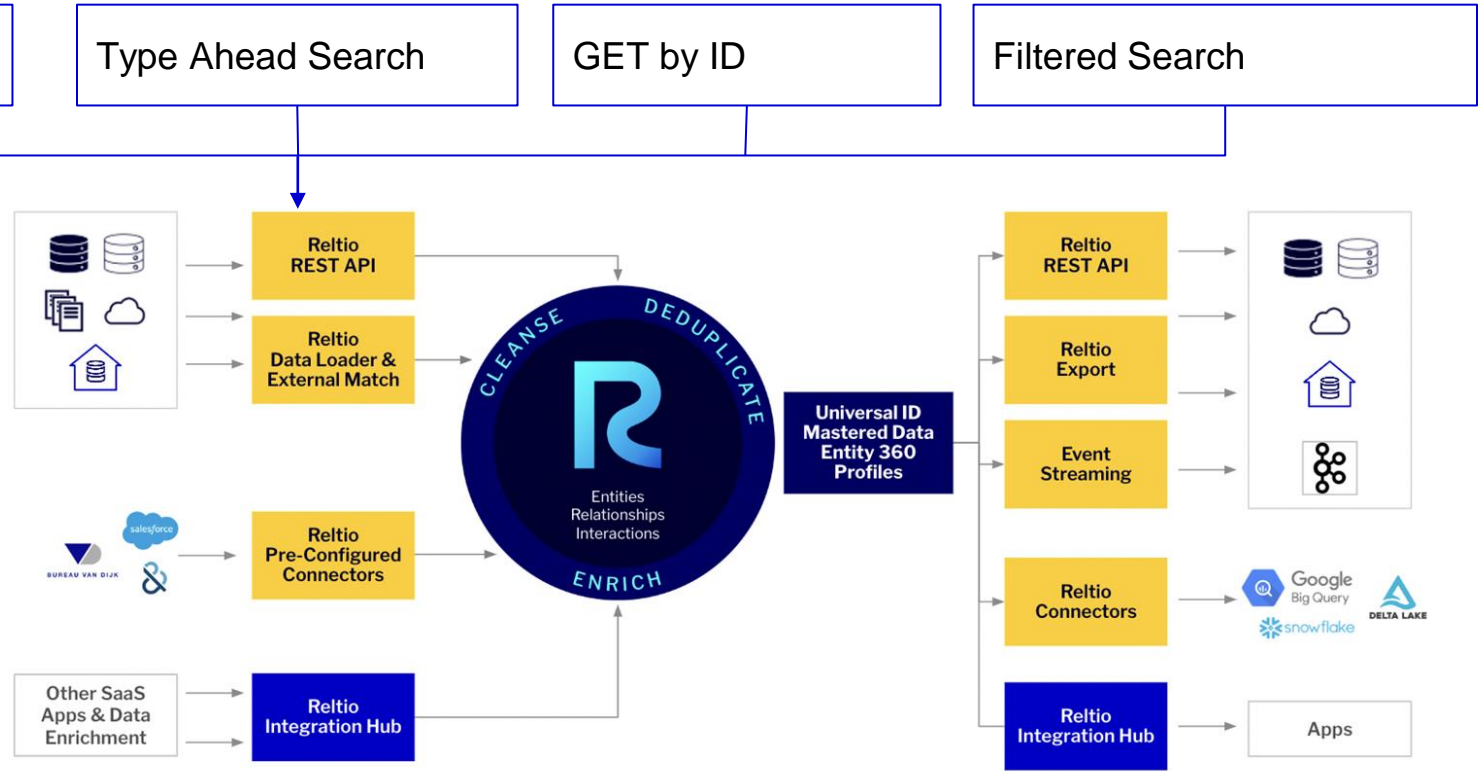 Type Ahead Search
GET by ID
Filtered Search
Reltio
REST API
Reltio
Data Loader &
External Match
salesforce
BUREAU VAN DIJK
Reltio
Pre-Configured
Connectors
Other SaaS
Apps & Data
Enrichment
Reltio
Integration Hub
CLEANSE
DEDUPLICATE
Entities
Relationships
Interactions
ENRICH
Universal ID
Mastered Data
Entity 360
Profiles
Reltio
REST API
Reltio
Export
Event
Streaming
Reltio
Connectors
Google
Big Query
snowflake
DELTA LAKE
Reltio
Integration Hub
Apps